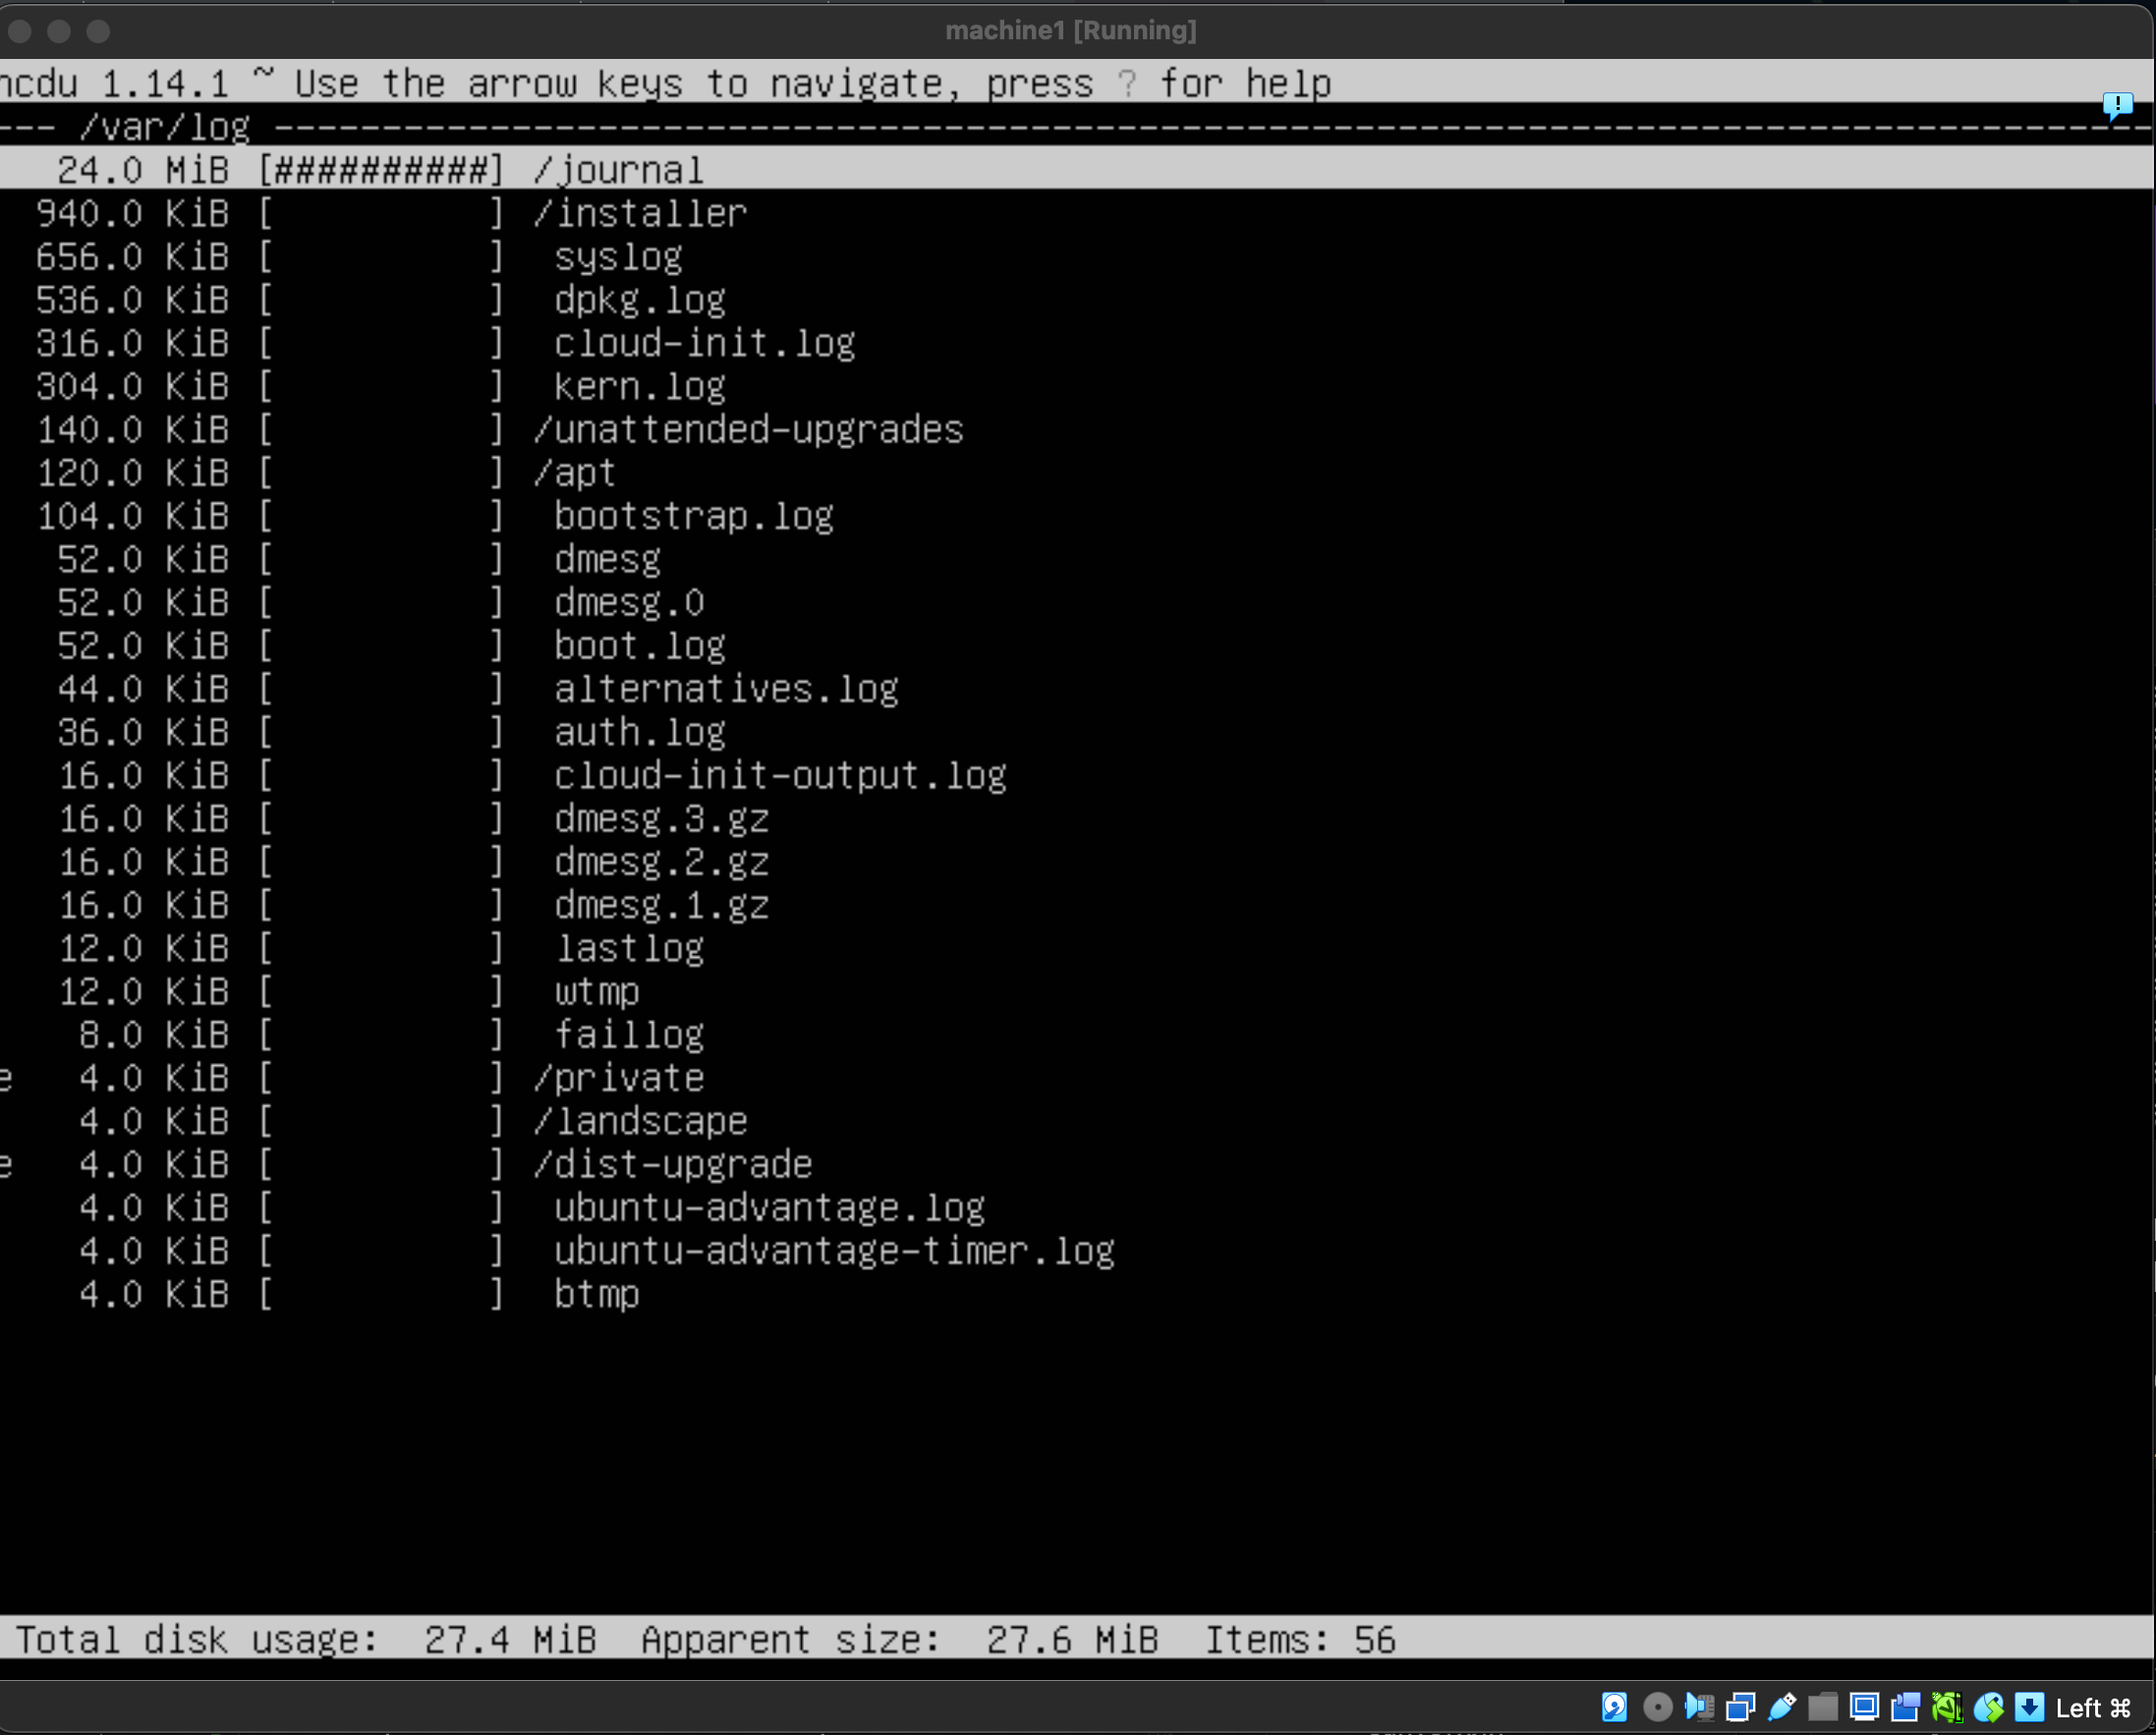 machine1 [Running]
ncdu 1.14.1 ~ Use the arrow keys to navigate, press ? for help
--- /var/log ----------------------------------------------------------------------------------------
24.0 MiB [##########] /journal
940.0 KiB [          ] /installer
656.0 KiB [          ]  syslog
536.0 KiB [          ]  dpkg.log
316.0 KiB [          ]  cloud-init.log
304.0 KiB [          ]  kern.log
140.0 KiB [          ] /unattended-upgrades
120.0 KiB [          ] /apt
104.0 KiB [          ]  bootstrap.log
52.0 KiB [          ]  dmesg
52.0 KiB [          ]  dmesg.0
52.0 KiB [          ]  boot.log
44.0 KiB [          ]  alternatives.log
36.0 KiB [          ]  auth.log
16.0 KiB [          ]  cloud-init-output.log
16.0 KiB [          ]  dmesg.3.gz
16.0 KiB [          ]  dmesg.2.gz
16.0 KiB [          ]  dmesg.1.gz
12.0 KiB [          ]  lastlog
12.0 KiB [          ]  wtmp
8.0 KiB [          ]  faillog
e   4.0 KiB [          ] /private
4.0 KiB [          ] /landscape
e   4.0 KiB [          ] /dist-upgrade
4.0 KiB [          ]  ubuntu-advantage.log
4.0 KiB [          ]  ubuntu-advantage-timer.log
4.0 KiB [          ]  btmp
Total disk usage:  27.4 MiB  Apparent size:  27.6 MiB  Items: 56
Left ⌘